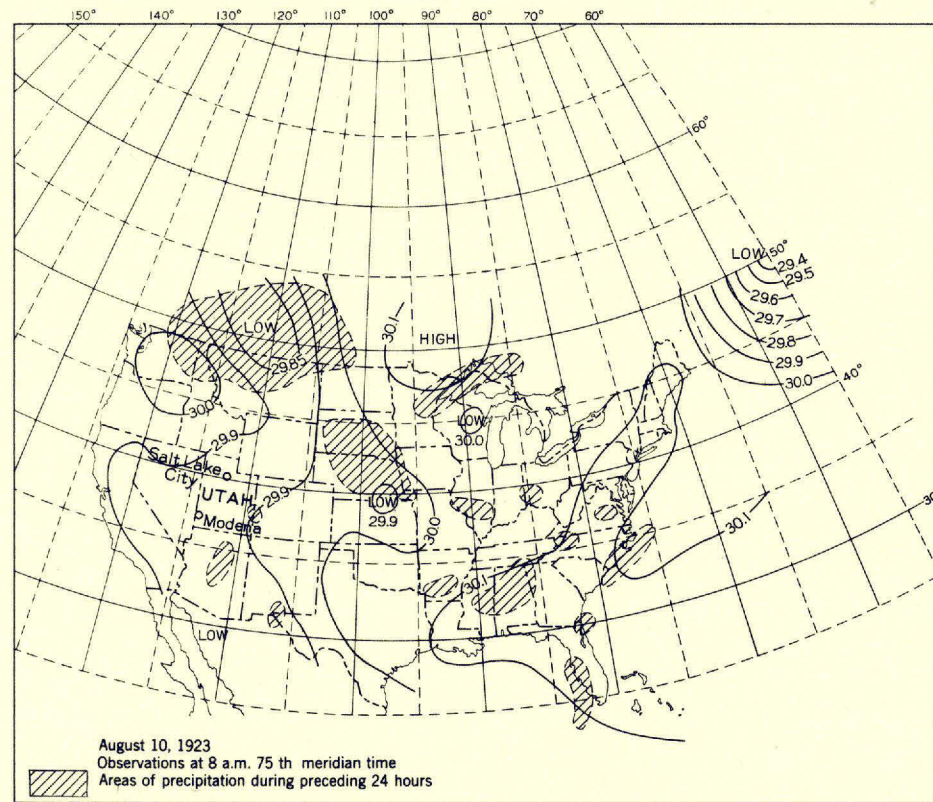 150° 140° 130° 120° 110° 100° 90° 80° 70° 60°
60°
LOW 50°
29.4
29.5
29.6
29.7
29.8
29.9
30.0
40°
30.1
HIGH
LOW
29.85
30.0
LOW
30.0
29.9
Salt Lake
City
UTAH
Modena
29.9
LOW
29.9
30.0
30.1
30.1
LOW
August 10, 1923
Observations at 8 a.m. 75 th meridian time
Areas of precipitation during preceding 24 hours